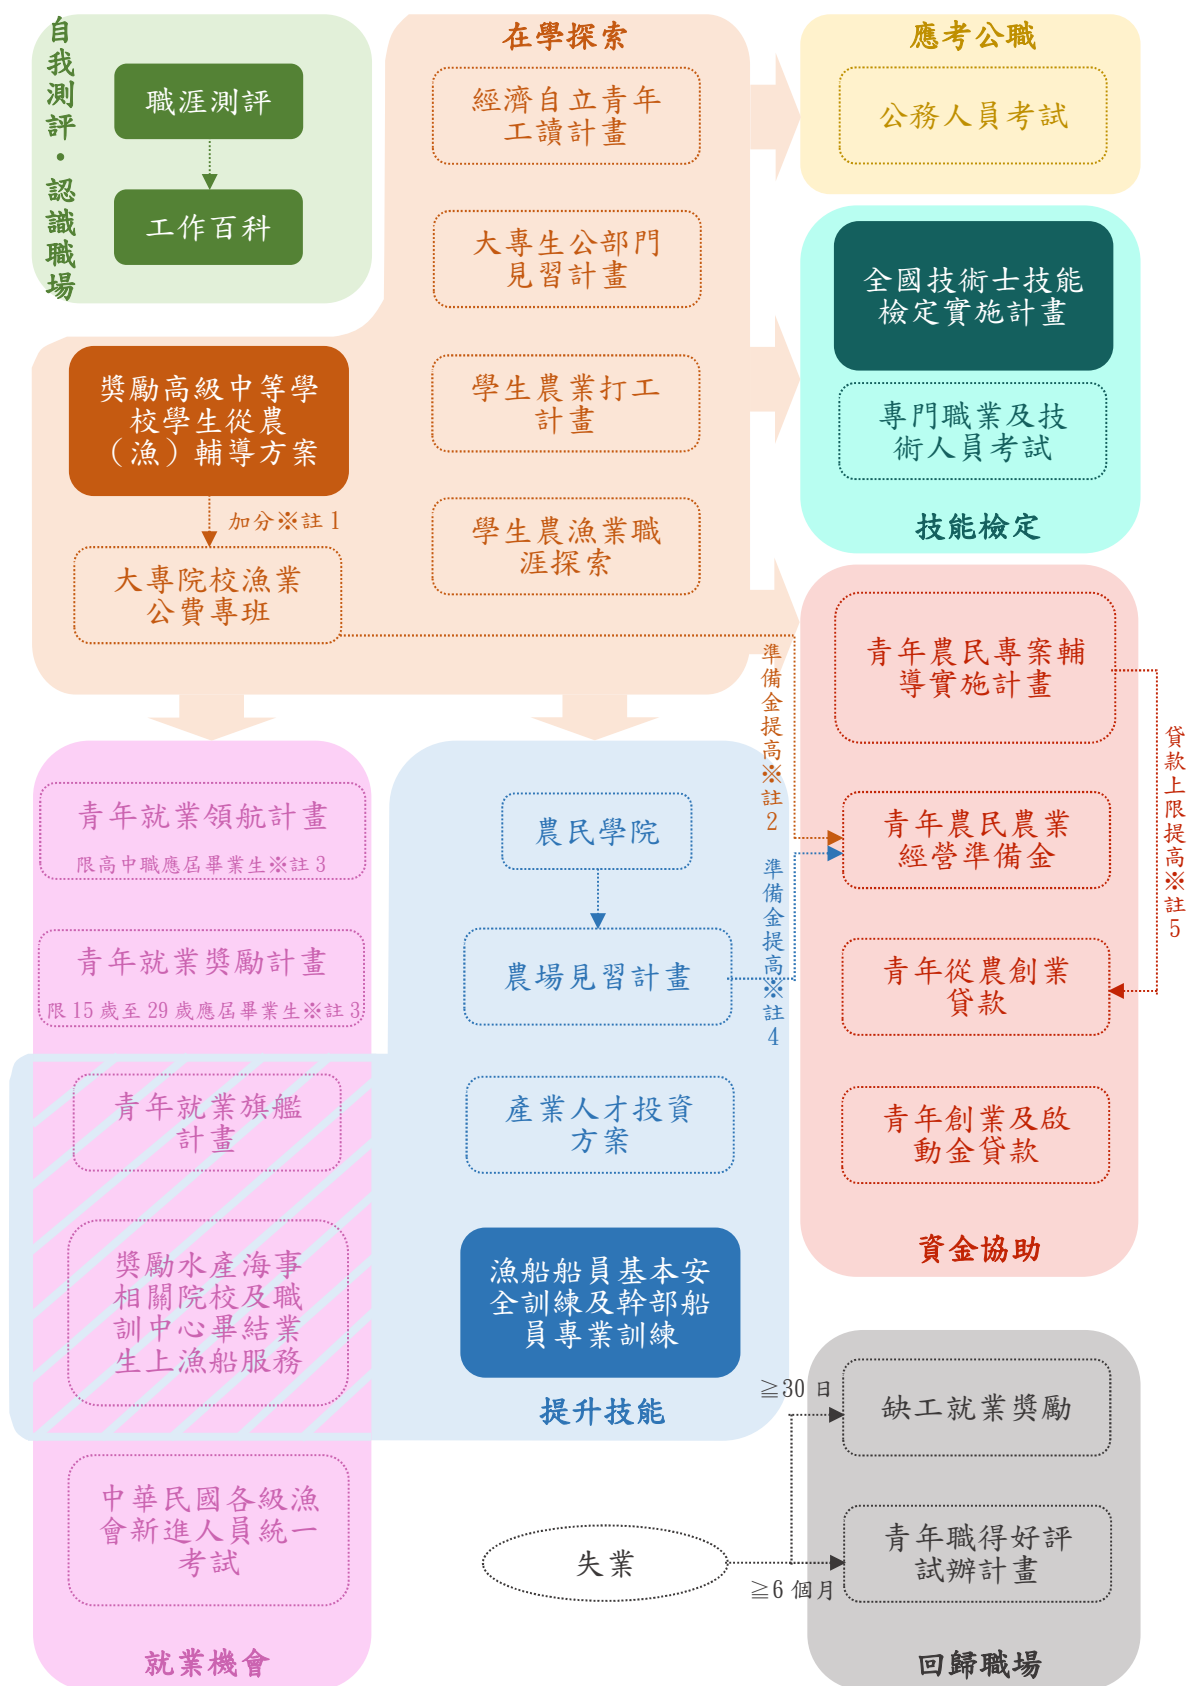 自我測評・認識職場
職涯測評
工作百科
在學探索
經濟自立青年
工讀計畫
大專生公部門
見習計畫
學生農業打工
計畫
學生農漁業職
涯探索
獎勵高級中等學
校學生從農
（漁）輔導方案
加分※註1
大專院校漁業
公費專班
應考公職
公務人員考試
全國技術士技能
檢定實施計畫
專門職業及技
術人員考試
技能檢定
青年農民專案輔
導實施計畫
準備金提高※註2
貸款上限提高※註5
青年農民農業
經營準備金
青年從農創業
貸款
青年創業及啟
動金貸款
資金協助
青年就業領航計畫
限高中職應屆畢業生※註3
青年就業獎勵計畫
限15歲至29歲應屆畢業生※註3
青年就業旗艦
計畫
獎勵水產海事
相關院校及職
訓中心畢結業
生上漁船服務
中華民國各級漁
會新進人員統一
考試
就業機會
農民學院
農場見習計畫
準備金提高※註4
產業人才投資
方案
漁船船員基本安
全訓練及幹部船
員專業訓練
提升技能
失業
≧30日
≧6個月
缺工就業獎勵
青年職得好評
試辦計畫
回歸職場